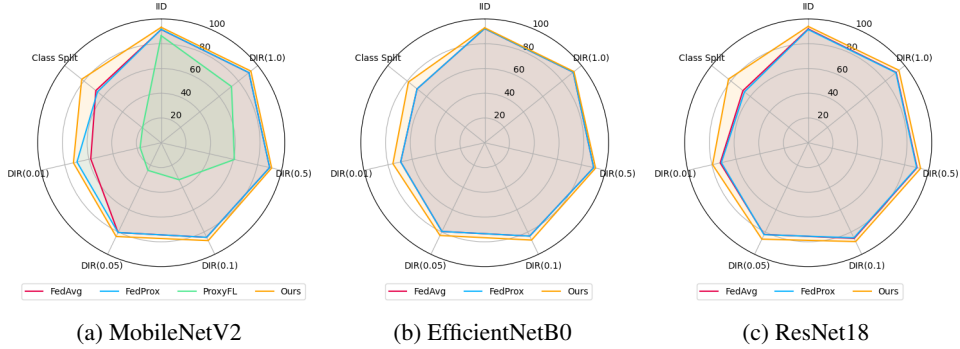 IID
100
80
60
40
20
Class Split
DIR(1.0)
DIR(0.01)
DIR(0.5)
DIR(0.05)
DIR(0.1)
FedAvg FedProx ProxyFL Ours
(a) MobileNetV2
IID
100
80
60
40
20
Class Split
DIR(1.0)
DIR(0.01)
DIR(0.5)
DIR(0.05)
DIR(0.1)
FedAvg FedProx Ours
(b) EfficientNetB0
IID
100
80
60
40
20
Class Split
DIR(1.0)
DIR(0.01)
DIR(0.5)
DIR(0.05)
DIR(0.1)
FedAvg FedProx Ours
(c) ResNet18